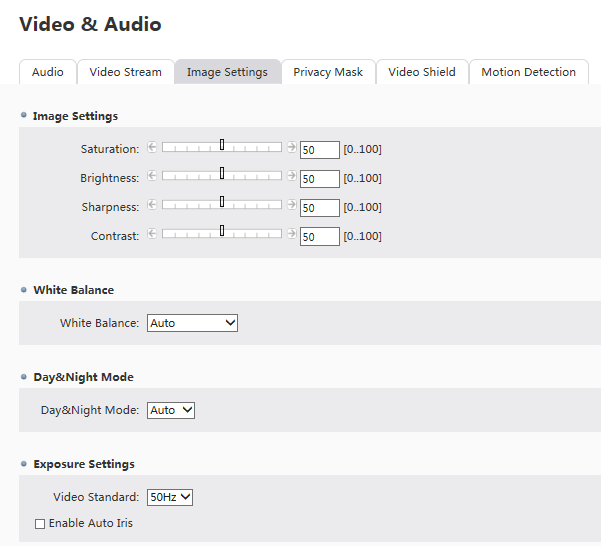 Video & Audio
Audio Video Stream Image Settings Privacy Mask Video Shield Motion Detection
Image Settings
Saturation: 50 [0..100]
Brightness: 50 [0..100]
Sharpness: 50 [0..100]
Contrast: 50 [0..100]
White Balance
White Balance: Auto
Day&Night Mode
Day&Night Mode: Auto
Exposure Settings
Video Standard: 50Hz
Enable Auto Iris